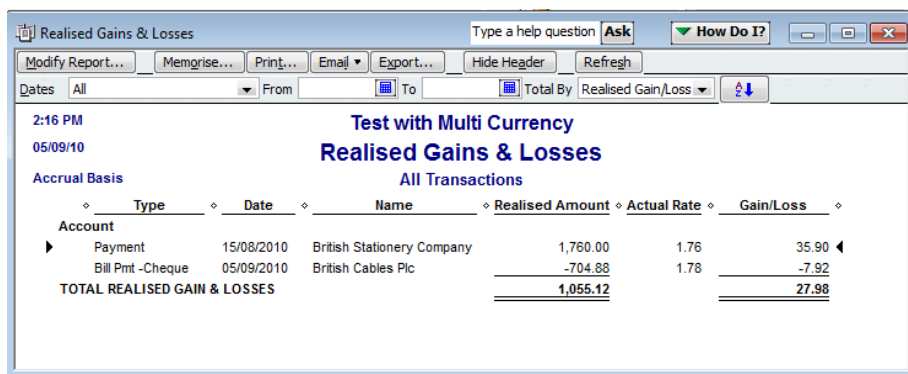 Realised Gains & Losses Type a help question Ask How Do I?
Modify Report... Memorise... Print... Email Export... Hide Header Refresh
Dates All From To Total By Realised Gain/Loss
2:16 PM Test with Multi Currency
05/09/10 Realised Gains & Losses
Accrual Basis All Transactions
Type Date Name Realised Amount Actual Rate Gain/Loss
Account
Payment 15/08/2010 British Stationery Company 1,760.00 1.76 35.90
Bill Pmt -Cheque 05/09/2010 British Cables Plc -704.88 1.78 -7.92
TOTAL REALISED GAIN & LOSSES 1,055.12 27.98